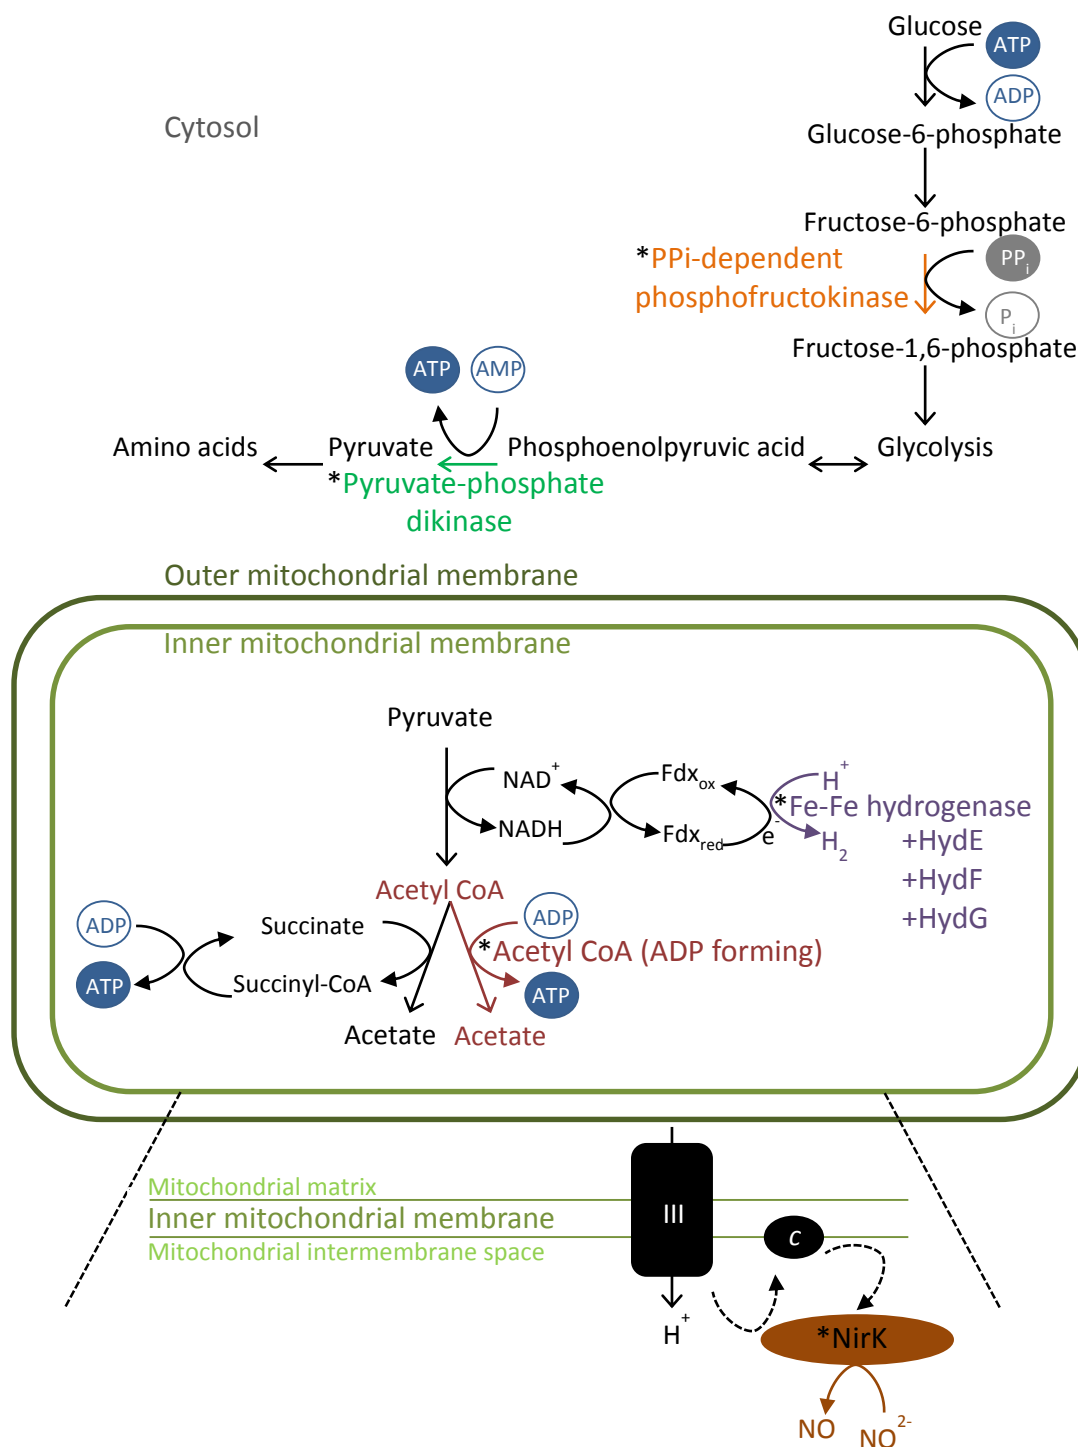 Glucose
ATP
ADP
Cytosol
Glucose-6-phosphate
Fructose-6-phosphate
*PPi-dependent
phosphofructokinase
PPi
Pi
Fructose-1,6-phosphate
ATP
AMP
Amino acids
Pyruvate
Phosphoenolpyruvic acid
Glycolysis
*Pyruvate-phosphate
dikinase
Outer mitochondrial membrane
Inner mitochondrial membrane
Pyruvate
NAD+
NADH
Fdxox
Fdxred
e-
H+
*Fe-Fe hydrogenase
H2
+HydE
+HydF
+HydG
Acetyl CoA
ADP
ATP
Succinate
Succinyl-CoA
ADP
*Acetyl CoA (ADP forming)
ATP
Acetate
Acetate
Mitochondrial matrix
Inner mitochondrial membrane
Mitochondrial intermembrane space
III
c
H+
*NirK
NO
NO2-